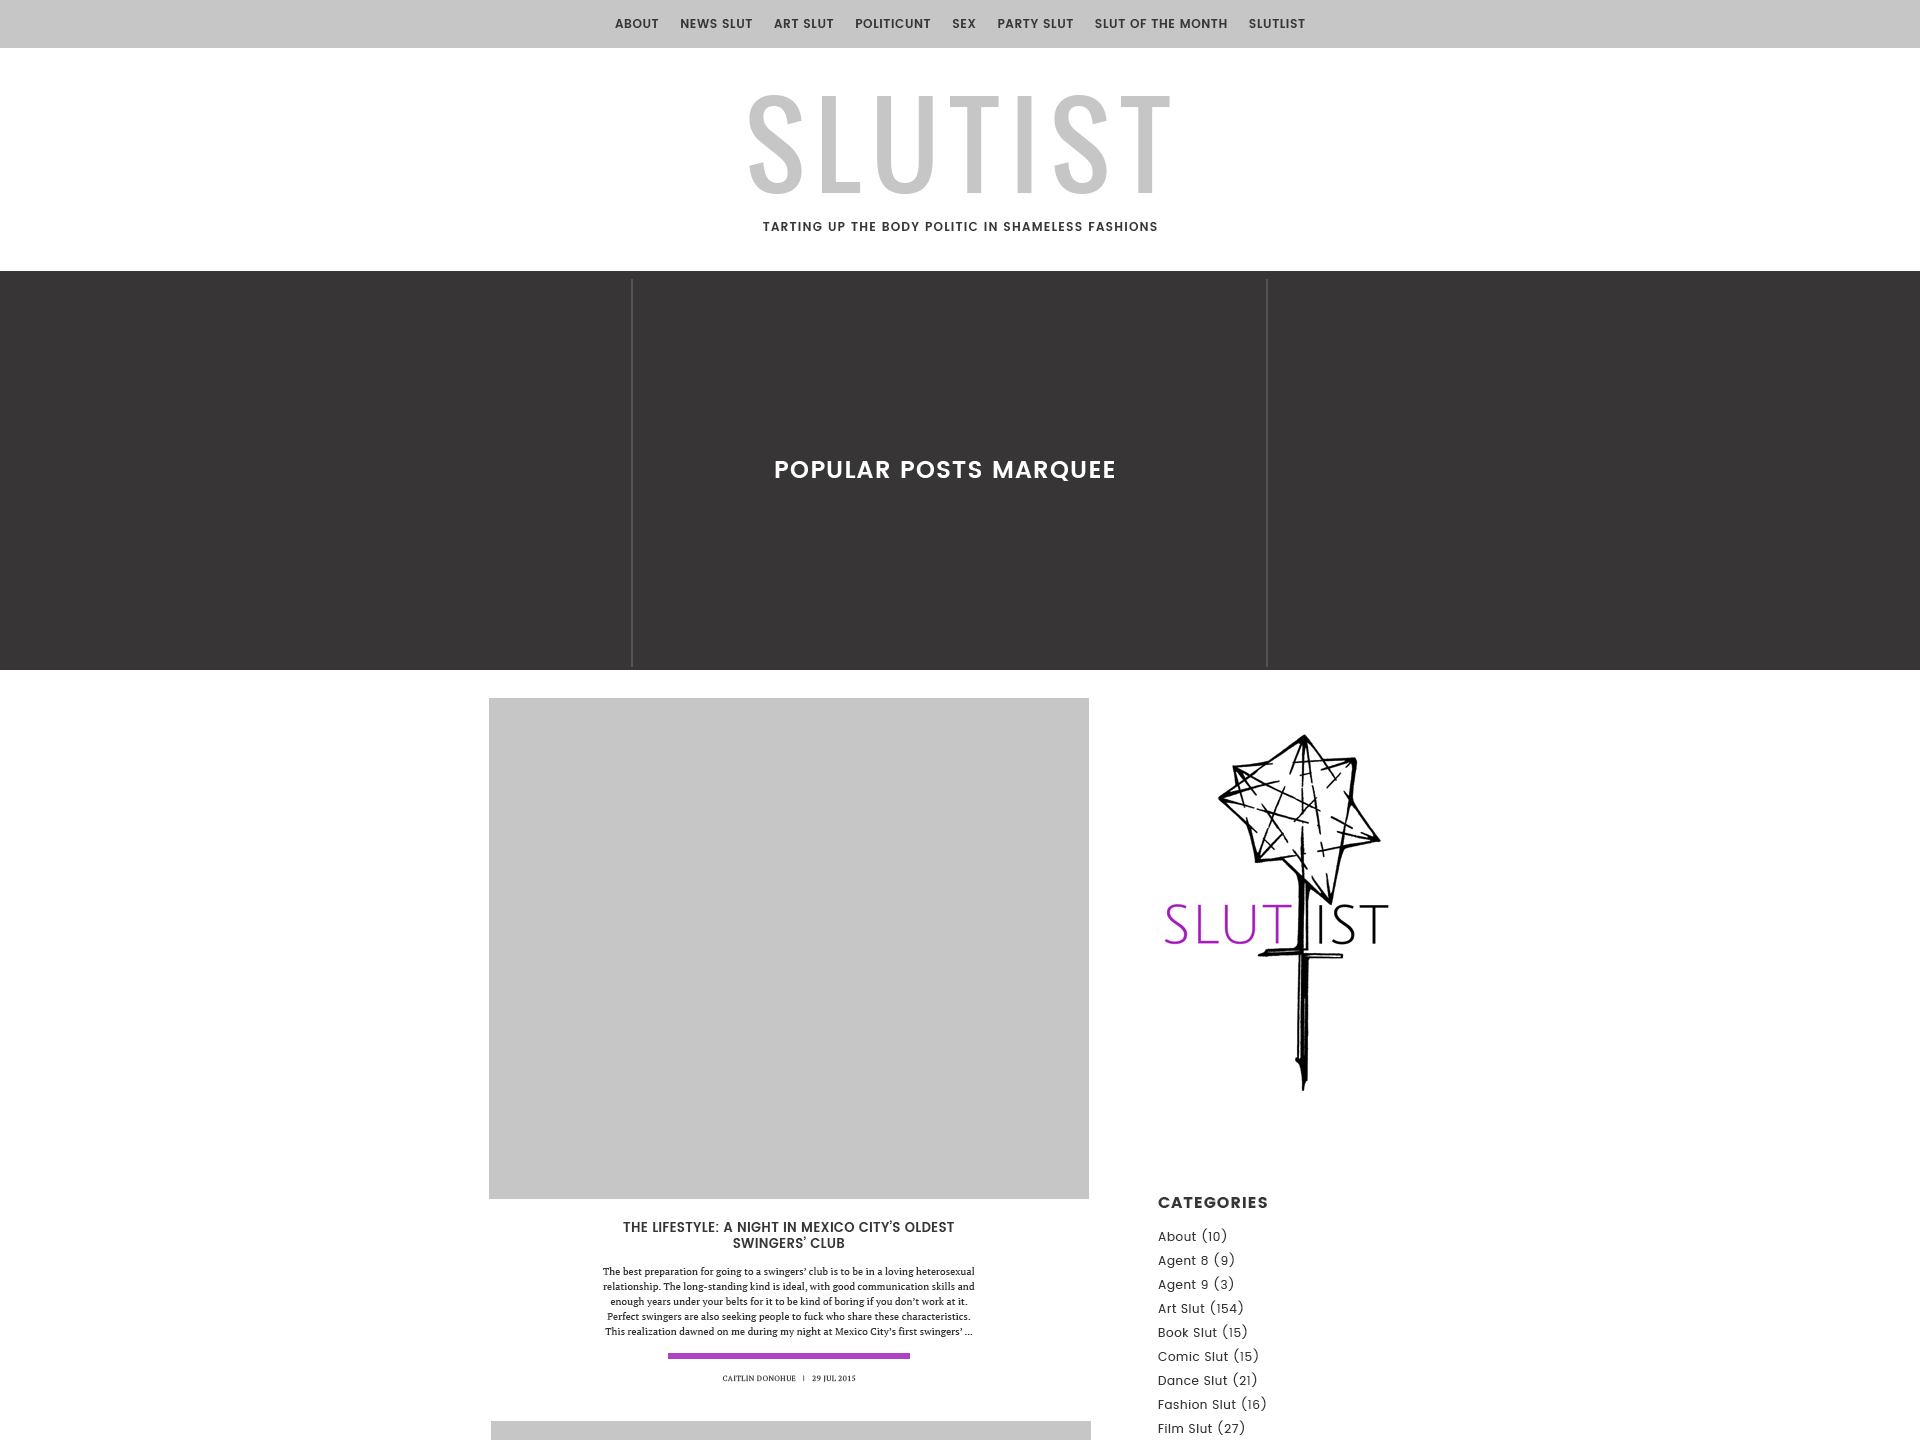 ABOUT NEWS SLUT ART SLUT POLITICUNT SEX PARTY SLUT SLUT OF THE MONTH SLUTLIST
SLUTIST
TARTING UP THE BODY POLITIC IN SHAMELESS FASHIONS
POPULAR POSTS MARQUEE
THE LIFESTYLE: A NIGHT IN MEXICO CITY’S OLDEST
SWINGERS’ CLUB
The best preparation for going to a swingers’ club is to be in a loving heterosexual
relationship. The long-standing kind is ideal, with good communication skills and
enough years under your belts for it to be kind of boring if you don’t work at it.
Perfect swingers are also seeking people to fuck who share these characteristics.
This realization dawned on me during my night at Mexico City’s first swingers’ ...
CAITLIN DONOHUE | 29 JUL 2015
SLUTIST
CATEGORIES
About (10)
Agent 8 (9)
Agent 9 (3)
Art Slut (154)
Book Slut (15)
Comic Slut (15)
Dance Slut (21)
Fashion Slut (16)
Film Slut (27)